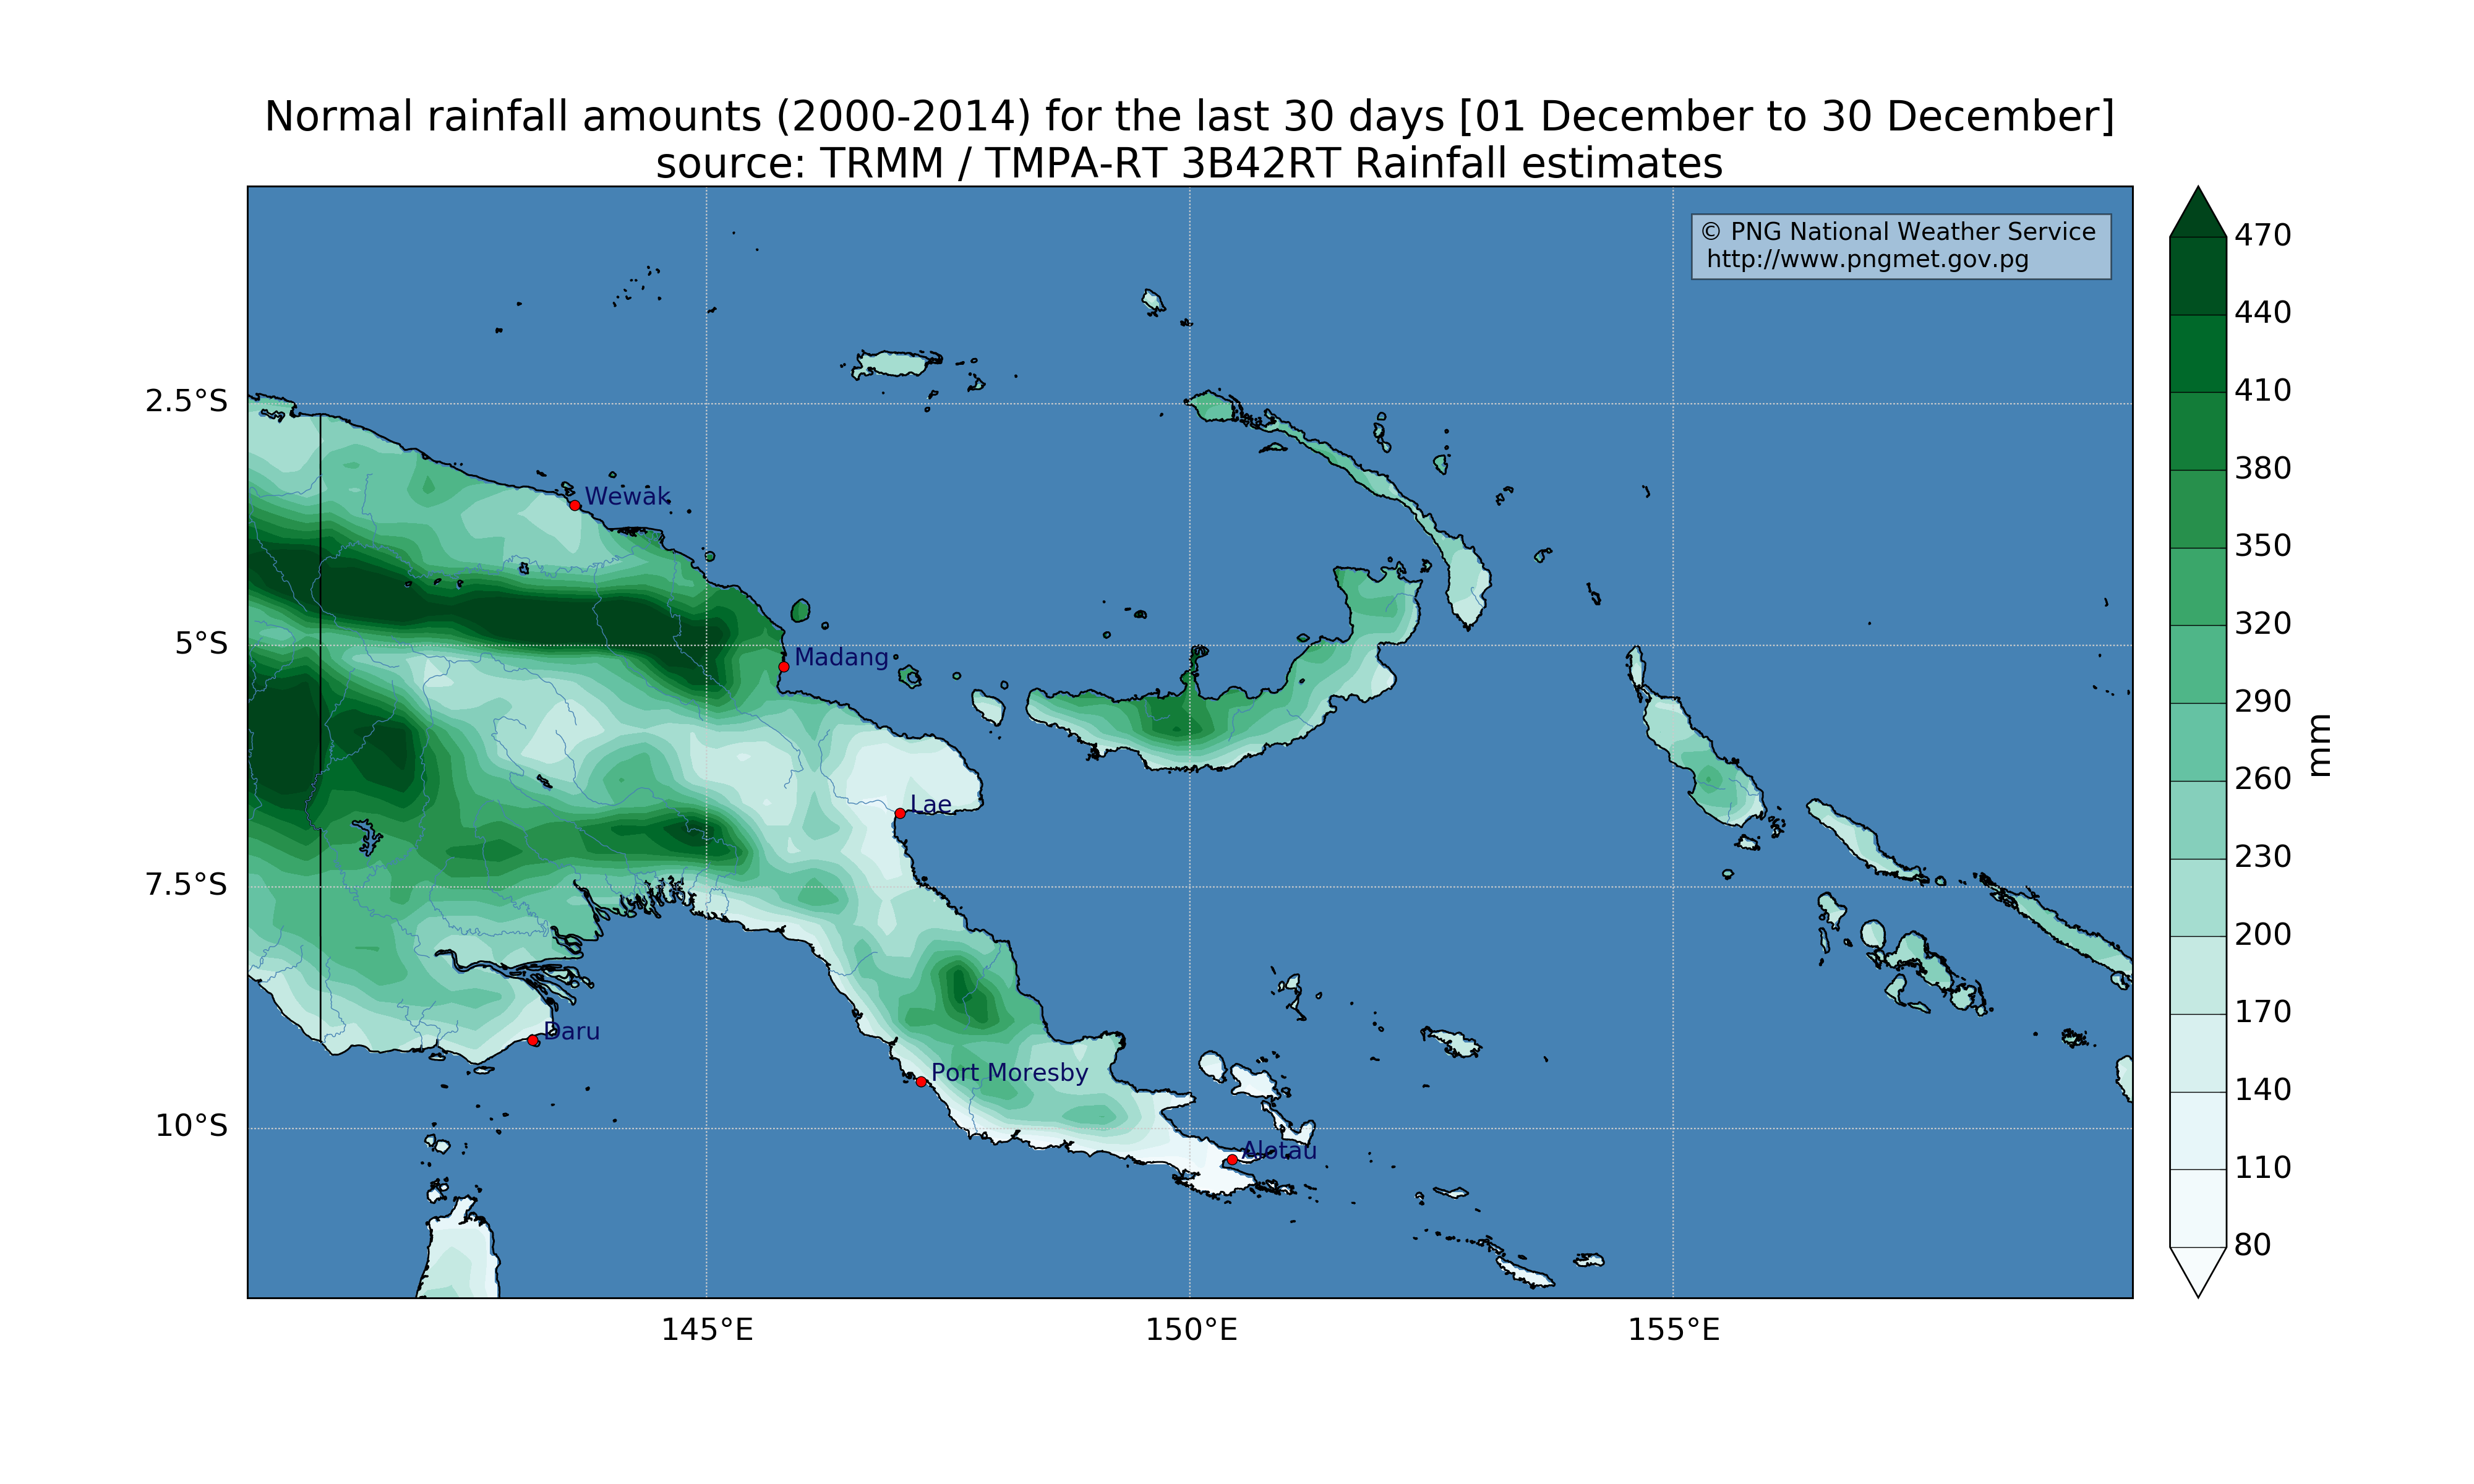 Normal rainfall amounts (2000-2014) for the last 30 days [01 December to 30 December]
source: TRMM / TMPA-RT 3B42RT Rainfall estimates
© PNG National Weather Service
http://www.pngmet.gov.pg
2.5°S
5°S
7.5°S
10°S
145°E
150°E
155°E
Wewak
Madang
Lae
Daru
Port Moresby
Alotau
470
440
410
380
350
320
290
260
230
200
170
140
110
80
mm